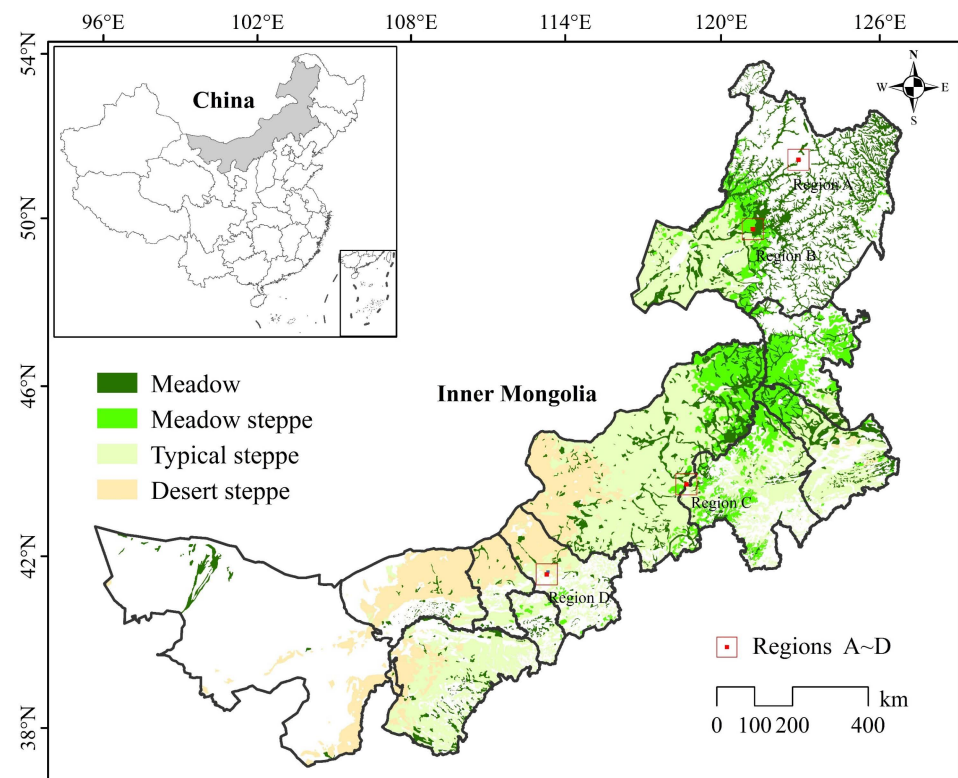 96°E 102°E 108°E 114°E 120°E 126°E
54°N
50°N
46°N
42°N
38°N
China
N
W E
S
Region A
Region B
Inner Mongolia
Meadow
Meadow steppe
Typical steppe
Desert steppe
Region C
Region D
Regions A~D
km
0 100 200 400